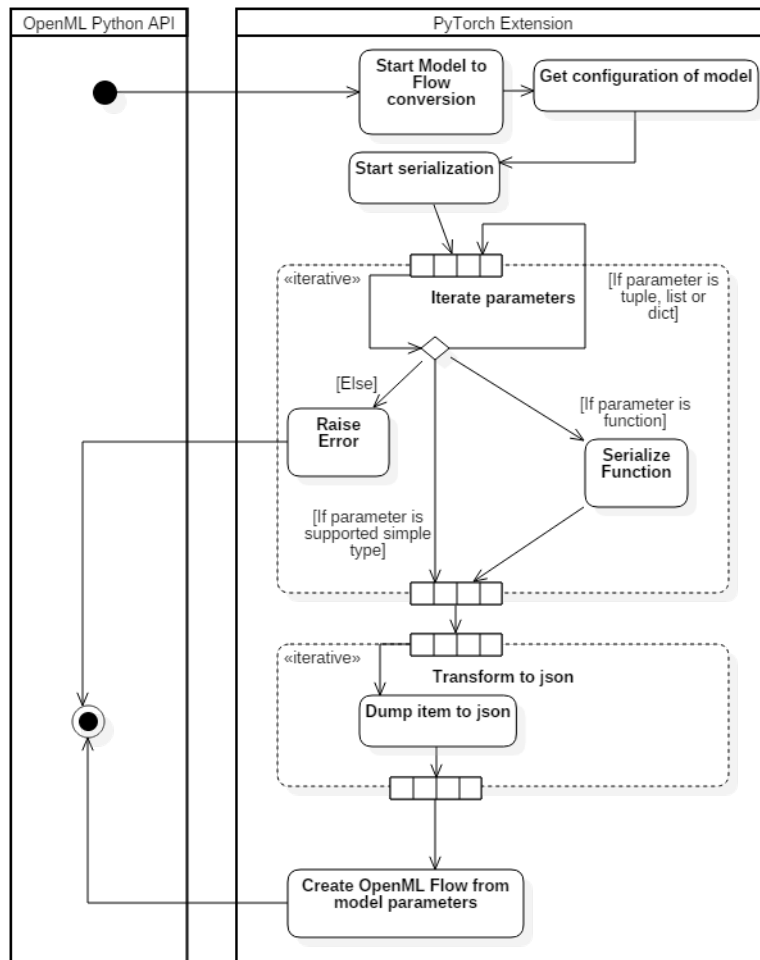 OpenML Python API
PyTorch Extension
Start Model to
Flow
conversion
Get configuration of model
Start serialization
«iterative»
Iterate parameters
[If parameter is
tuple, list or
dict]
[Else]
[If parameter is
function]
Raise
Error
Serialize
Function
[If parameter is
supported simple
type]
«iterative»
Transform to json
Dump item to json
Create OpenML Flow from
model parameters